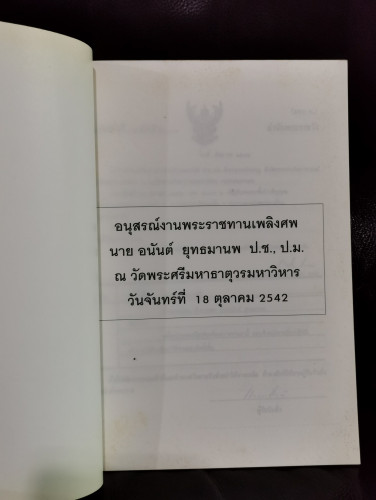 อนุสรณ์งานพระราชทานเพลิงศพ
นาย อนันต์ ยุทธมานพ ป.ช., ป.ม.
ณ วัดพระศรีมหาธาตุวรมหาวิหาร
วันจันทร์ที่ 18 ตุลาคม 2542